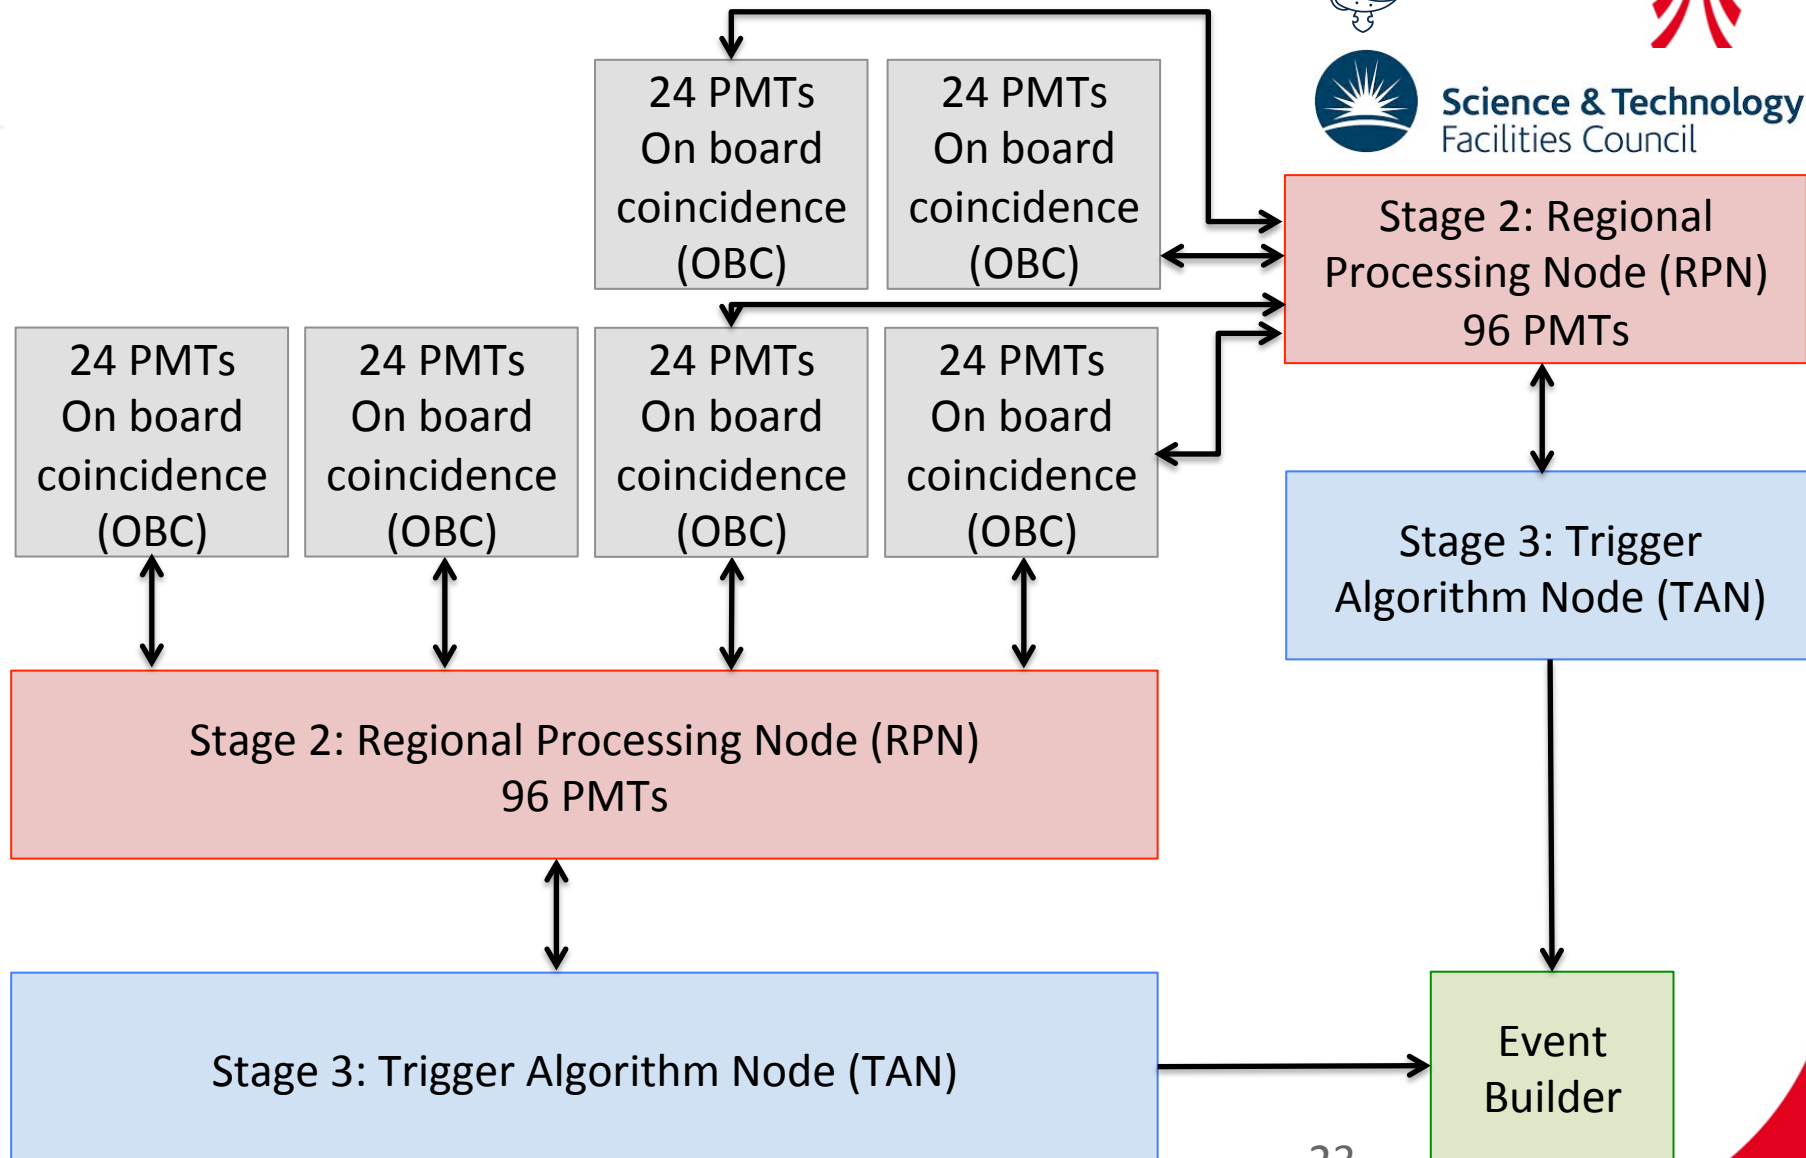 24 PMTs
On board
coincidence
(OBC)
24 PMTs
On board
coincidence
(OBC)
Science & Technology
Facilities Council
Stage 2: Regional
Processing Node (RPN)
96 PMTs
24 PMTs
On board
coincidence
(OBC)
24 PMTs
On board
coincidence
(OBC)
24 PMTs
On board
coincidence
(OBC)
24 PMTs
On board
coincidence
(OBC)
Stage 3: Trigger
Algorithm Node (TAN)
Stage 2: Regional Processing Node (RPN)
96 PMTs
Stage 3: Trigger Algorithm Node (TAN)
Event
Builder